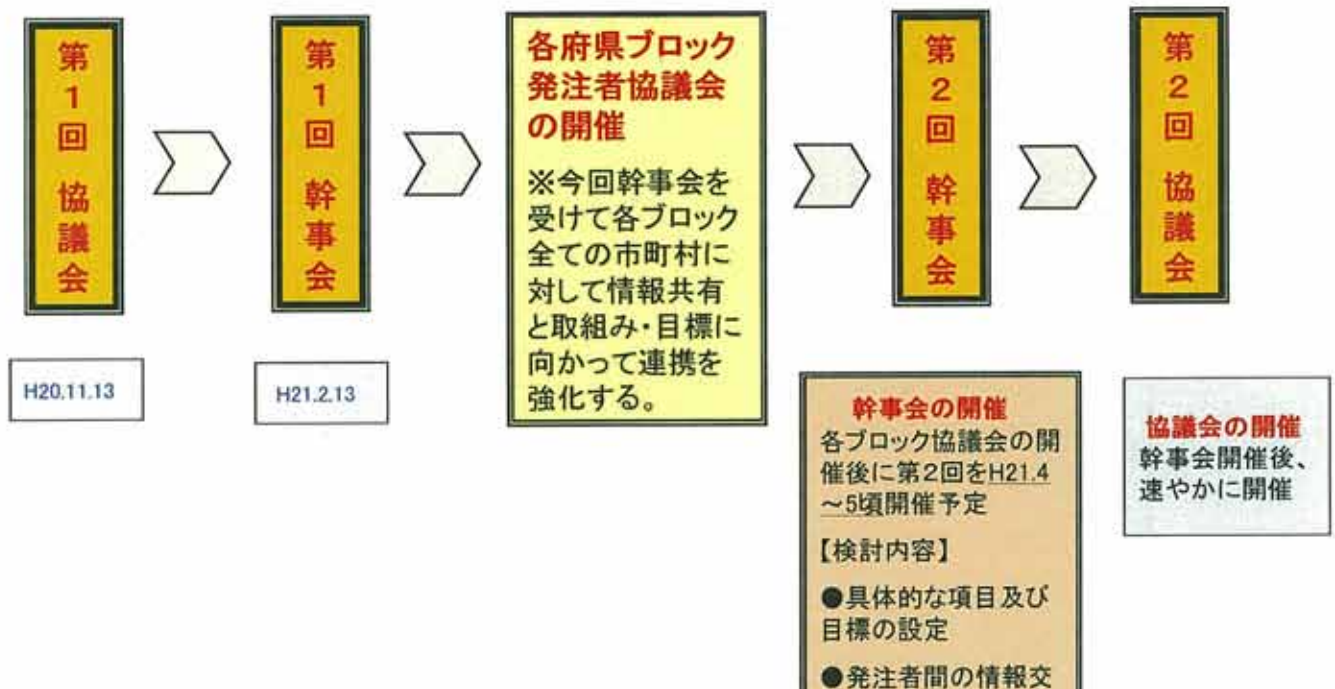 第1回 協議会
第1回 幹事会
各府県ブロック
発注者協議会
の開催
※今回幹事会を
受けて各ブロック
全ての市町村に
対して情報共有
と取組み・目標に
向かって連携を
強化する。
第2回 幹事会
第2回 協議会
H20.11.13
H21.2.13
幹事会の開催
各ブロック協議会の開
催後に第2回をH21.4
～5頃開催予定
【検討内容】
●具体的な項目及び
目標の設定
●発注者間の情報交
協議会の開催
幹事会開催後、
速やかに開催